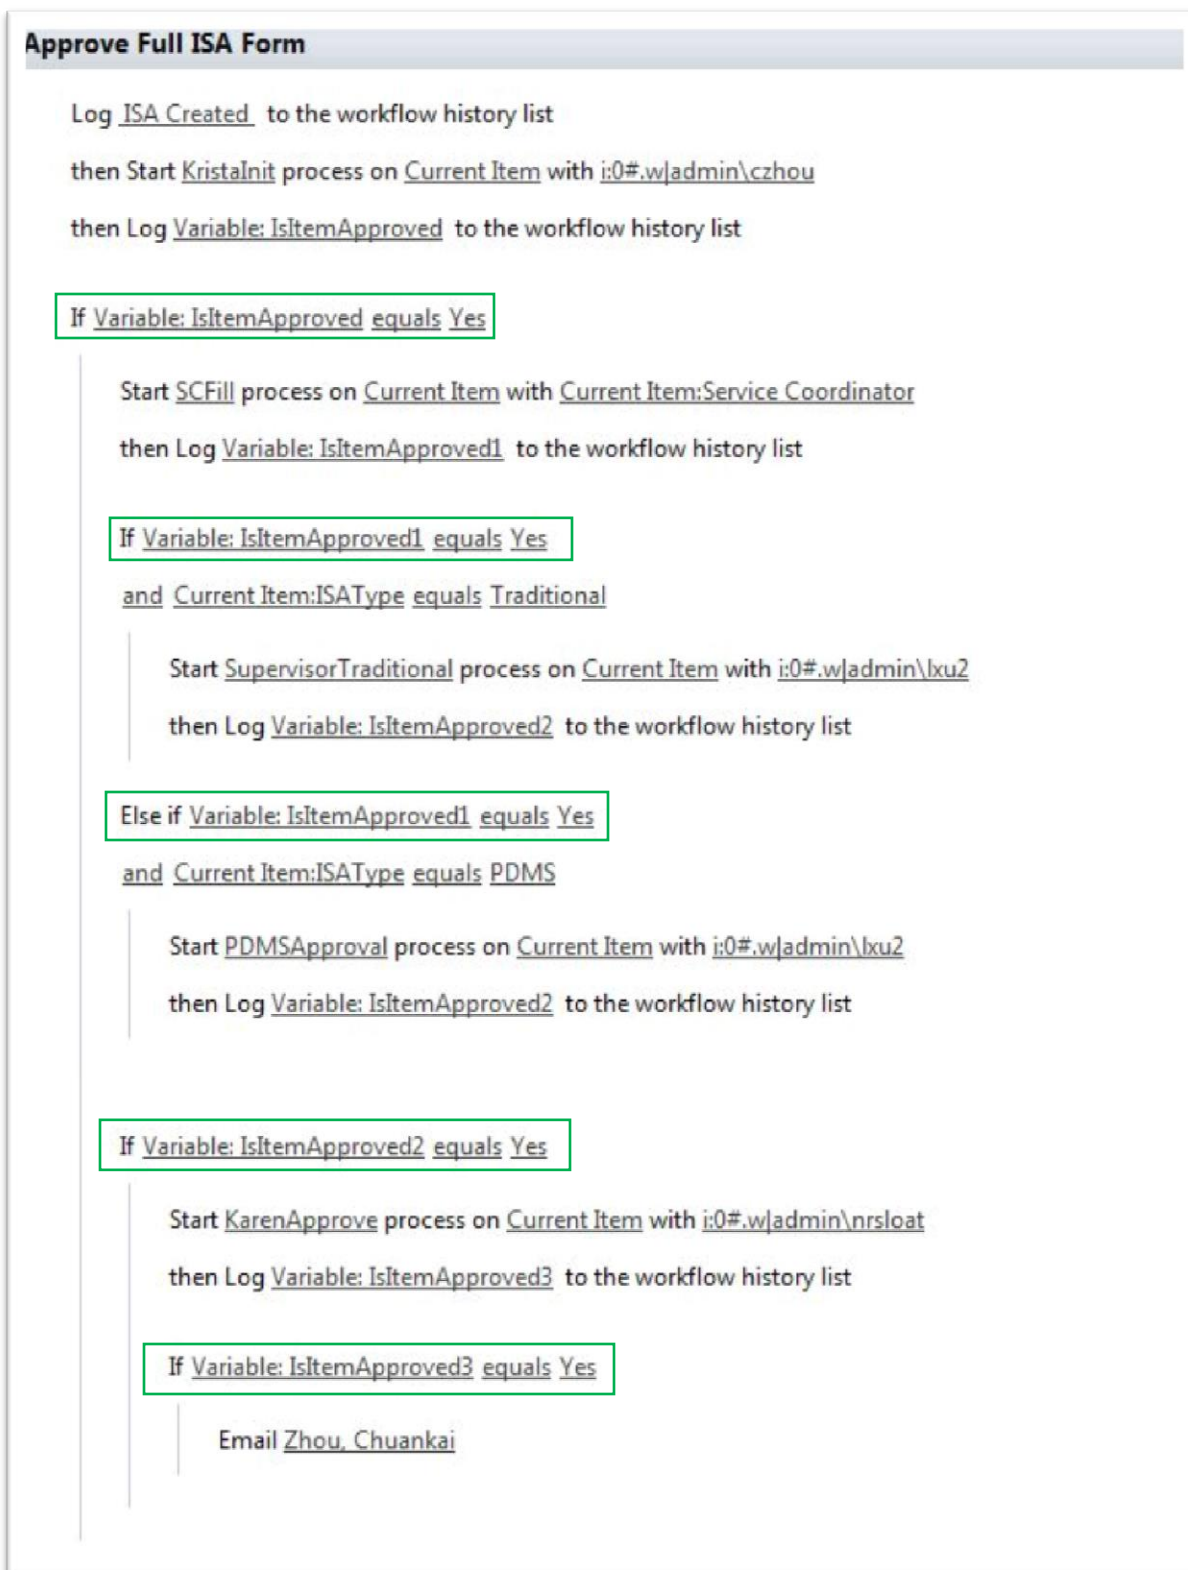 Approve Full ISA Form
Log ISA Created to the workflow history list
then Start KristaInit process on Current Item with i:0#.w|admin\czhou
then Log Variable: IsItemApproved to the workflow history list
If Variable: IsItemApproved equals Yes
Start SCFill process on Current Item with Current Item:Service Coordinator
then Log Variable: IsItemApproved1 to the workflow history list
If Variable: IsItemApproved1 equals Yes
and Current Item:ISAType equals Traditional
Start SupervisorTraditional process on Current Item with i:0#.w|admin\lxu2
then Log Variable: IsItemApproved2 to the workflow history list
Else if Variable: IsItemApproved1 equals Yes
and Current Item:ISAType equals PDMS
Start PDMSApproval process on Current Item with i:0#.w|admin\lxu2
then Log Variable: IsItemApproved2 to the workflow history list
If Variable: IsItemApproved2 equals Yes
Start KarenApprove process on Current Item with i:0#.w|admin\nrsloat
then Log Variable: IsItemApproved3 to the workflow history list
If Variable: IsItemApproved3 equals Yes
Email Zhou, Chuankai